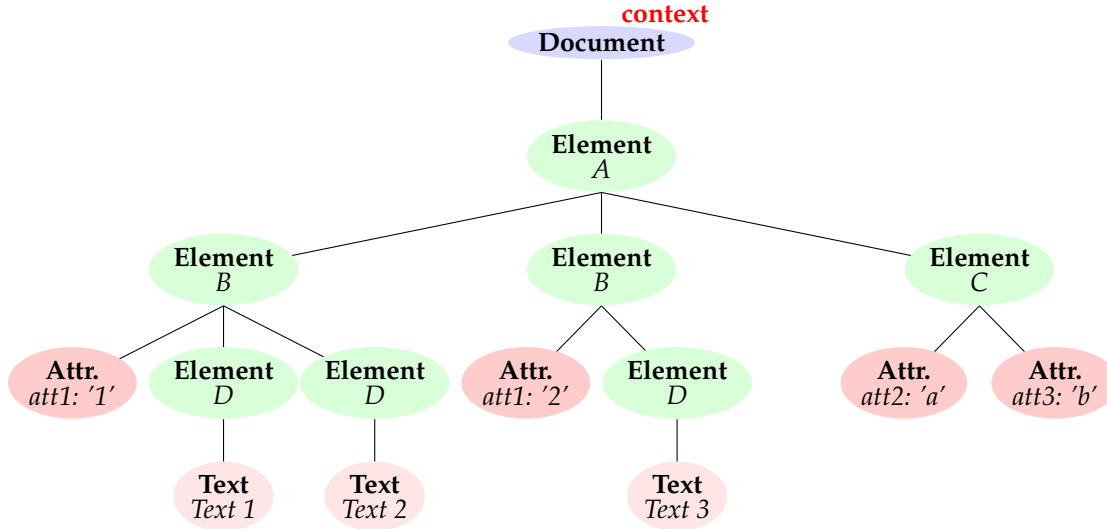 context
Document
Element
A
Element
B
Element
B
Element
C
Attr.
att1: '1'
Element
D
Element
D
Attr.
att1: '2'
Element
D
Attr.
att2: 'a'
Attr.
att3: 'b'
Text
Text 1
Text
Text 2
Text
Text 3